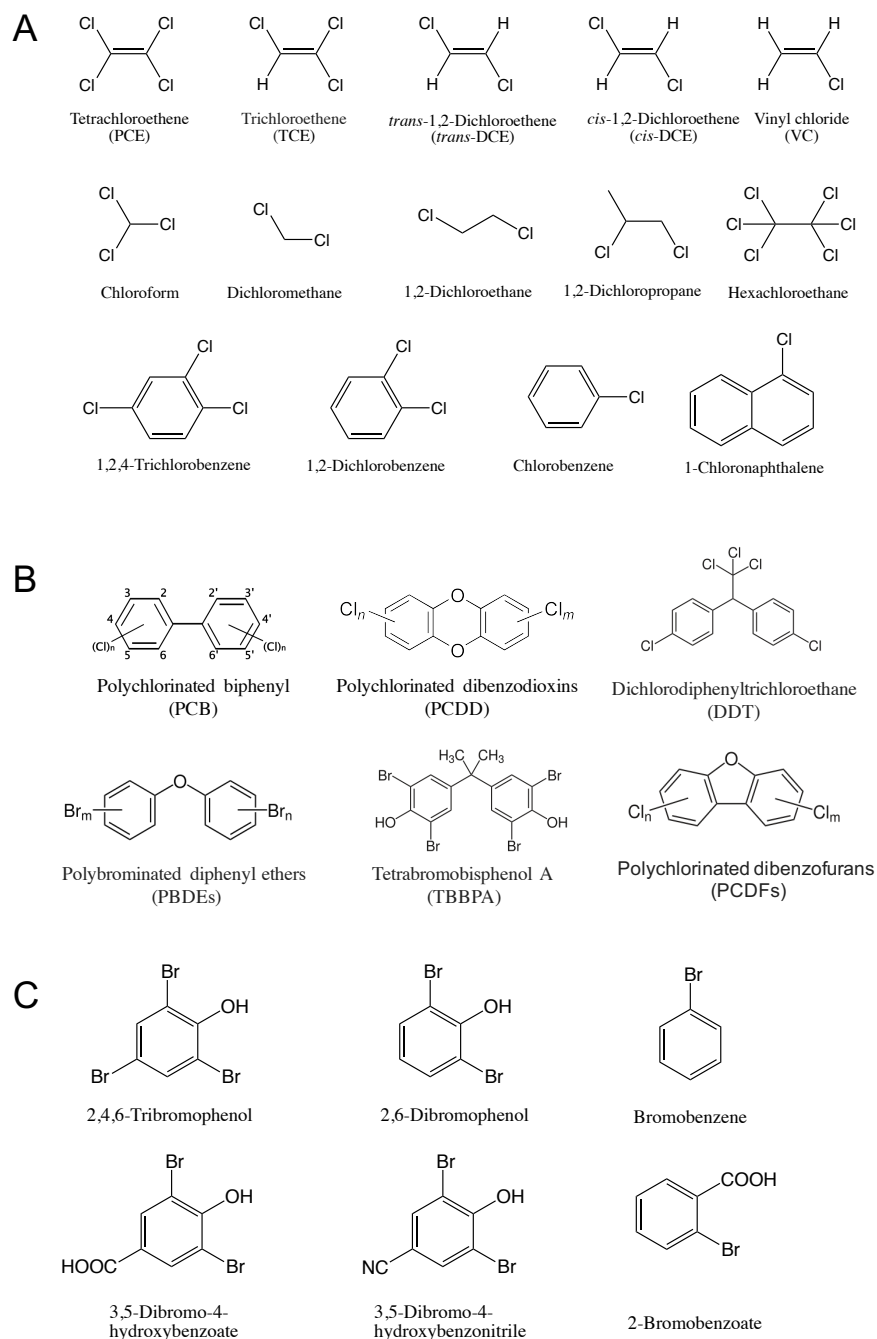 A
Cl Cl Cl Cl
Tetrachloroethene
(PCE)
Cl Cl H Cl
Trichloroethene
(TCE)
Cl H H Cl
trans-1,2-Dichloroethene
(trans-DCE)
Cl H H Cl
cis-1,2-Dichloroethene
(cis-DCE)
H H H Cl
Vinyl chloride
(VC)
Cl Cl Cl
Chloroform
Cl Cl
Dichloromethane
Cl Cl
1,2-Dichloroethane
Cl Cl
1,2-Dichloropropane
Cl Cl Cl Cl Cl Cl
Hexachloroethane
Cl Cl Cl
1,2,4-Trichlorobenzene
Cl Cl
1,2-Dichlorobenzene
Cl
Chlorobenzene
Cl
1-Chloronaphthalene
B
3 2 2' 3'
4 4'
(Cl)n (Cl)n
5 6 6' 5'
Polychlorinated biphenyl
(PCB)
O
Cln Clm
O
Polychlorinated dibenzodioxins
(PCDD)
Cl
Cl Cl
Cl Cl
Dichlorodiphenyltrichloroethane
(DDT)
O
Brm Brn
Polybrominated diphenyl ethers
(PBDEs)
H3C CH3
Br Br
HO OH
Br Br
Tetrabromobisphenol A
(TBBPA)
O
Cln Clm
Polychlorinated dibenzofurans
(PCDFs)
C
Br
OH
Br Br
2,4,6-Tribromophenol
Br
OH
Br
2,6-Dibromophenol
Br
Bromobenzene
Br
OH
HOOC Br
3,5-Dibromo-4-
hydroxybenzoate
Br
OH
NC Br
3,5-Dibromo-4-
hydroxybenzonitrile
COOH
Br
2-Bromobenzoate